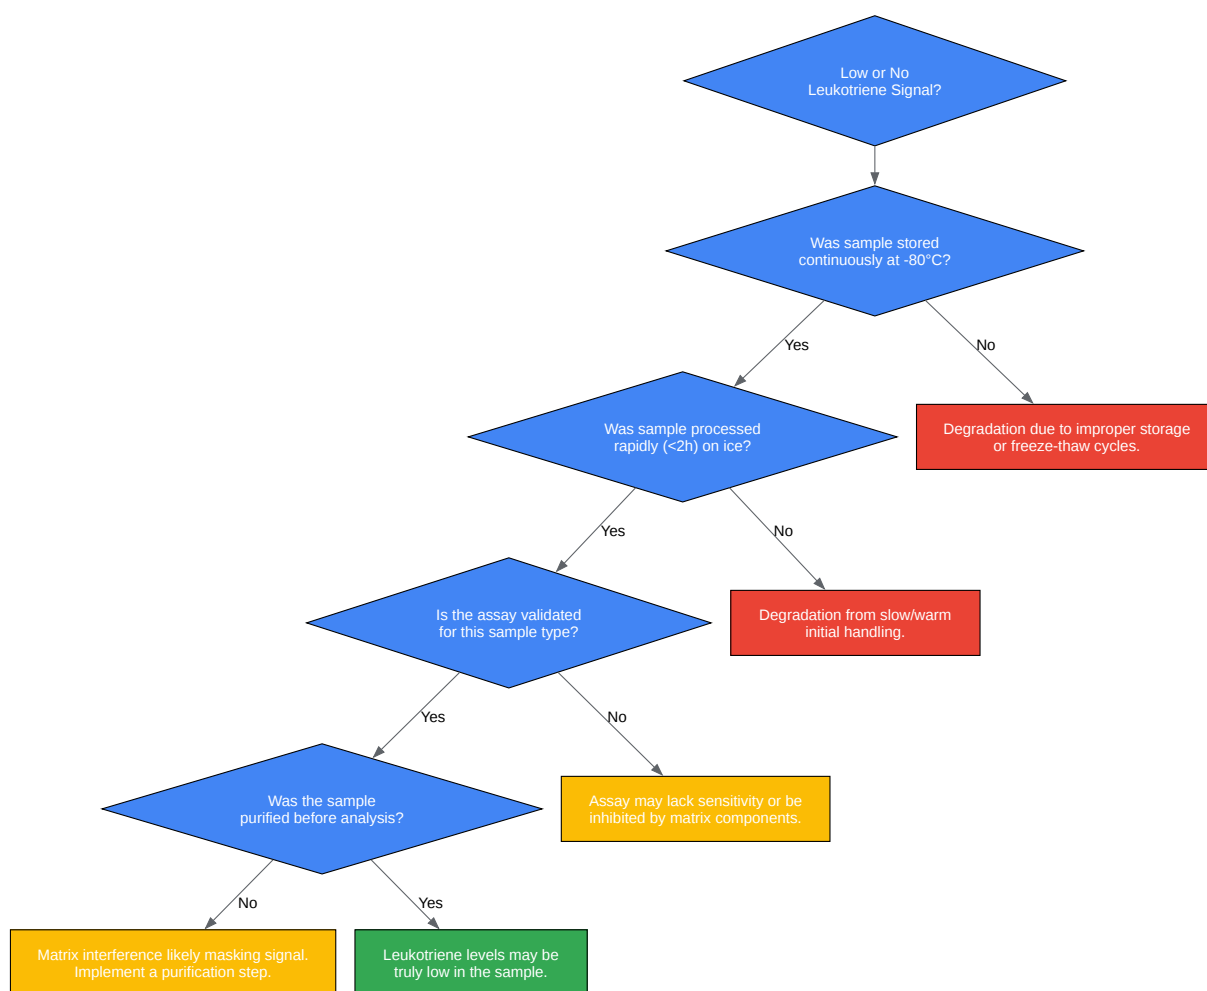 Low or No
Leukotriene Signal?
Was sample stored
continuously at -80°C?
Yes
No
Was sample processed
rapidly (<2h) on ice?
Degradation due to improper storage
or freeze-thaw cycles.
Yes
No
Is the assay validated
for this sample type?
Degradation from slow/warm
initial handling.
Yes
No
Was the sample
purified before analysis?
Assay may lack sensitivity or be
inhibited by matrix components.
No
Yes
Matrix interference likely masking signal.
Implement a purification step.
Leukotriene levels may be
truly low in the sample.